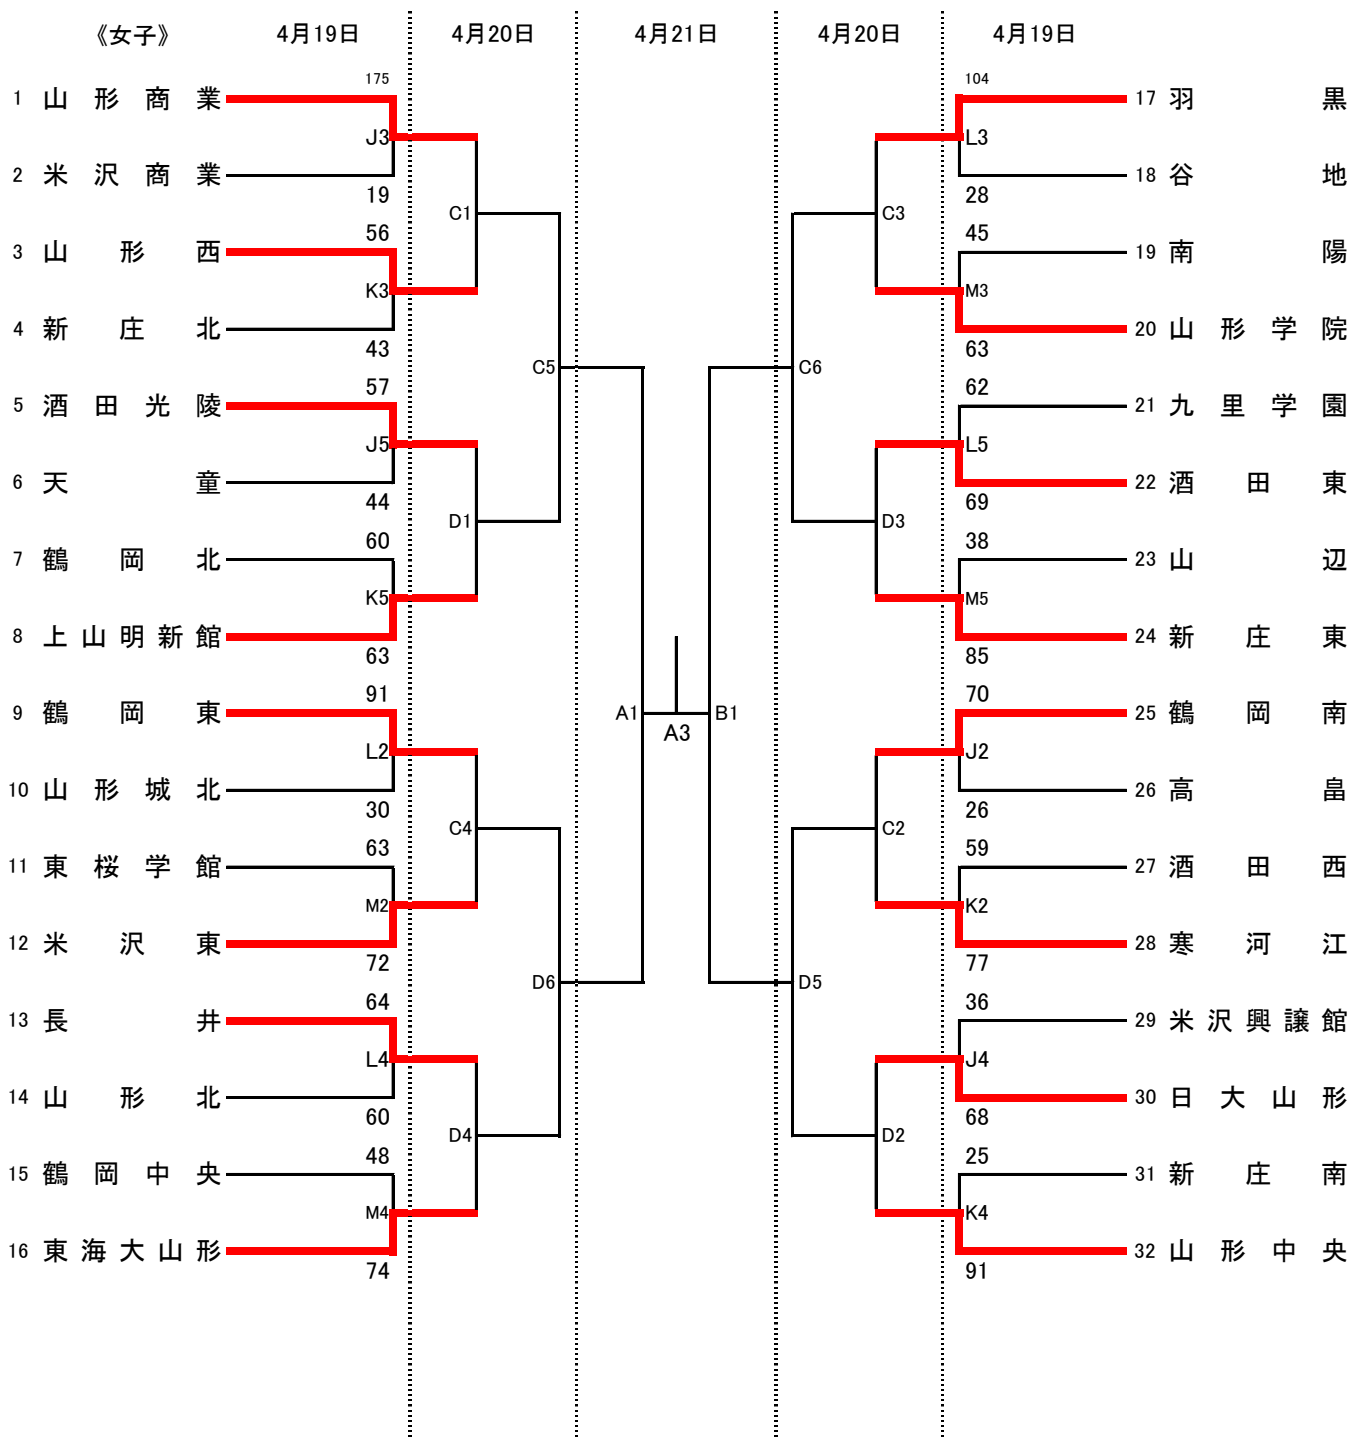 《女子》 4月19日 4月20日 4月21日 4月20日 4月19日
175 104
1 山形商業 17 羽黒
J3 L3
2 米沢商業 18 谷地
19 28
C1 C3
56 45
3 山形西 19 南陽
K3 M3
4 新庄北 20 山形学院
43 63
C5 C6
57 62
5 酒田光陵 21 九里学園
J5 L5
6 天童 22 酒田東
44 69
D1 D3
60 38
7 鶴岡北 23 山辺
K5 M5
8 上山明新館 24 新庄東
63 85
91 70
9 鶴岡東 A1 B1 25 鶴岡南
A3
L2 J2
10 山形城北 26 高畠
30 26
C4 C2
63 59
11 東桜学館 27 酒田西
M2 K2
12 米沢東 28 寒河江
72 77
D6 D5
64 36
13 長井 29 米沢興譲館
L4 J4
14 山形北 30 日大山形
60 68
D4 D2
48 25
15 鶴岡中央 31 新庄南
M4 K4
16 東海大山形 32 山形中央
74 91